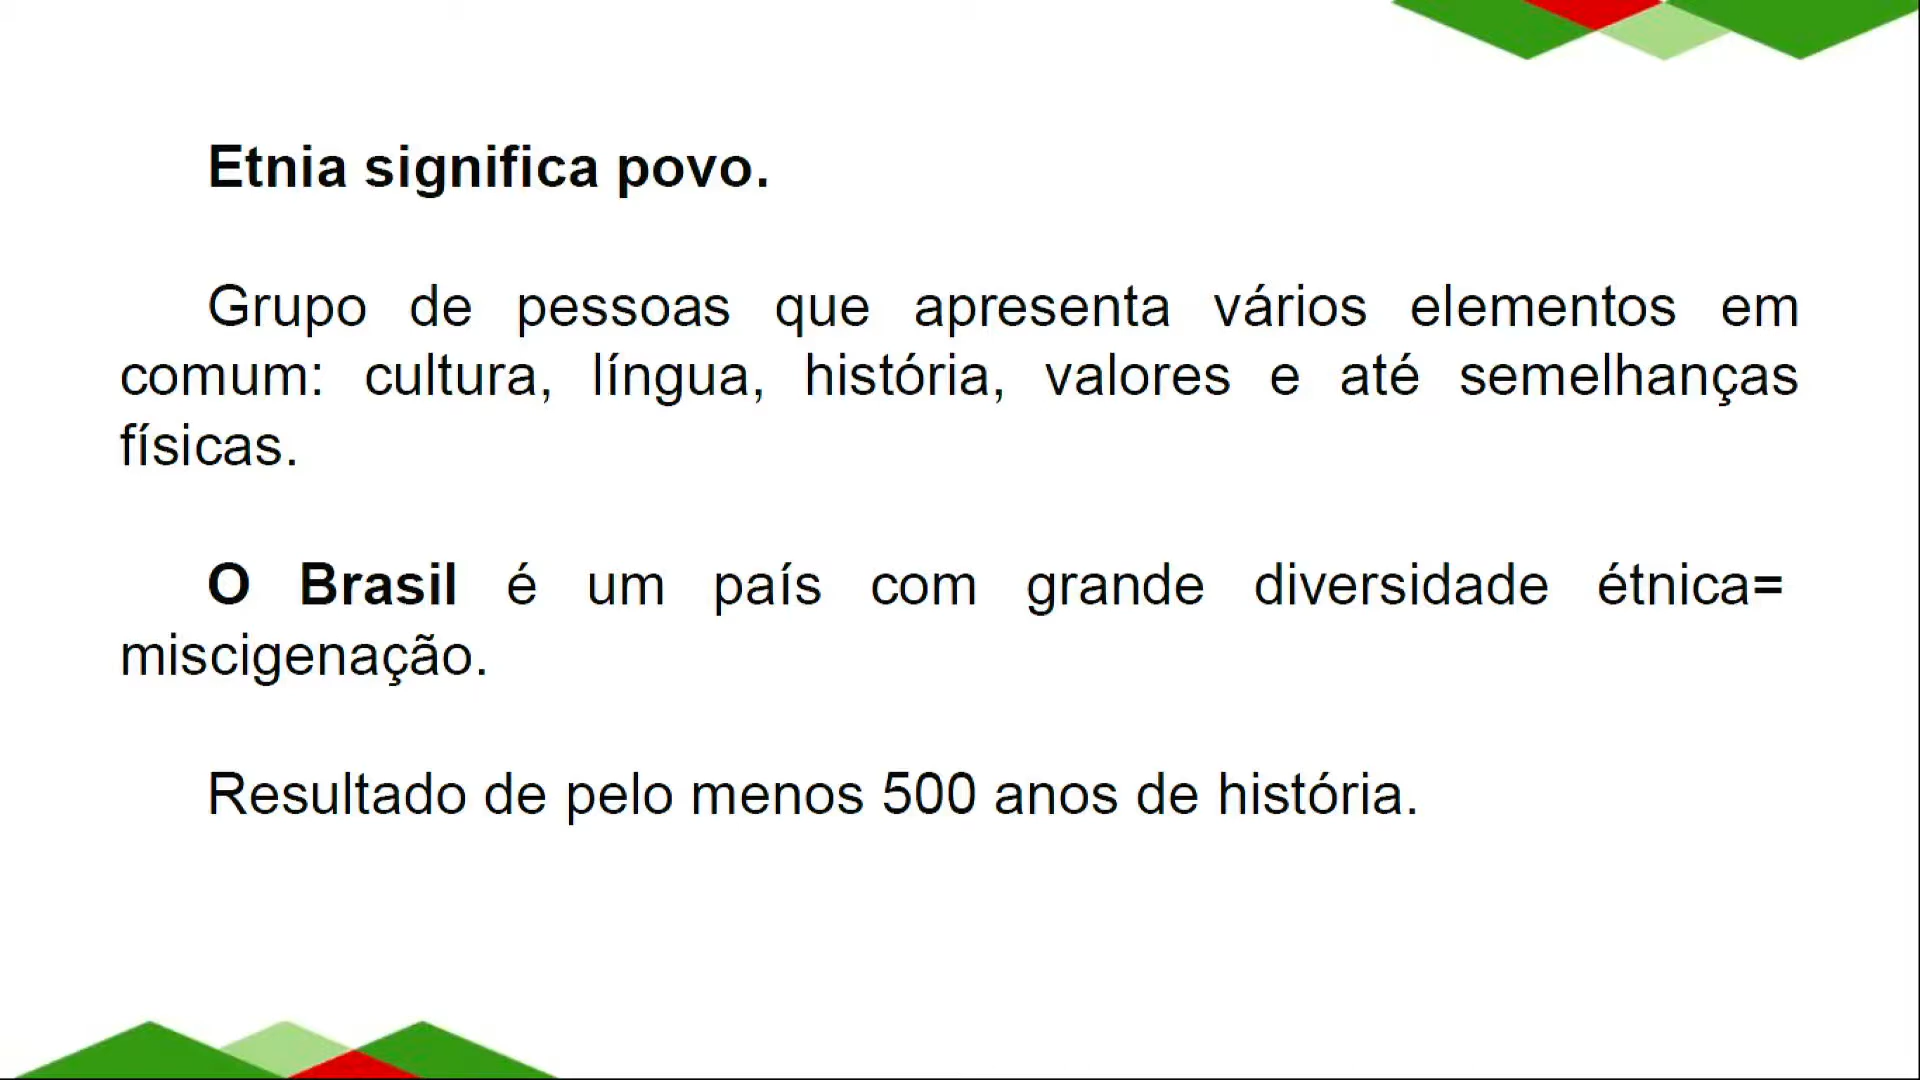 Etnia significa povo.
Grupo de pessoas que apresenta vários elementos em
comum: cultura, língua, história, valores e até semelhanças
físicas.
O Brasil é um país com grande diversidade étnica=
miscigenação.
Resultado de pelo menos 500 anos de história.